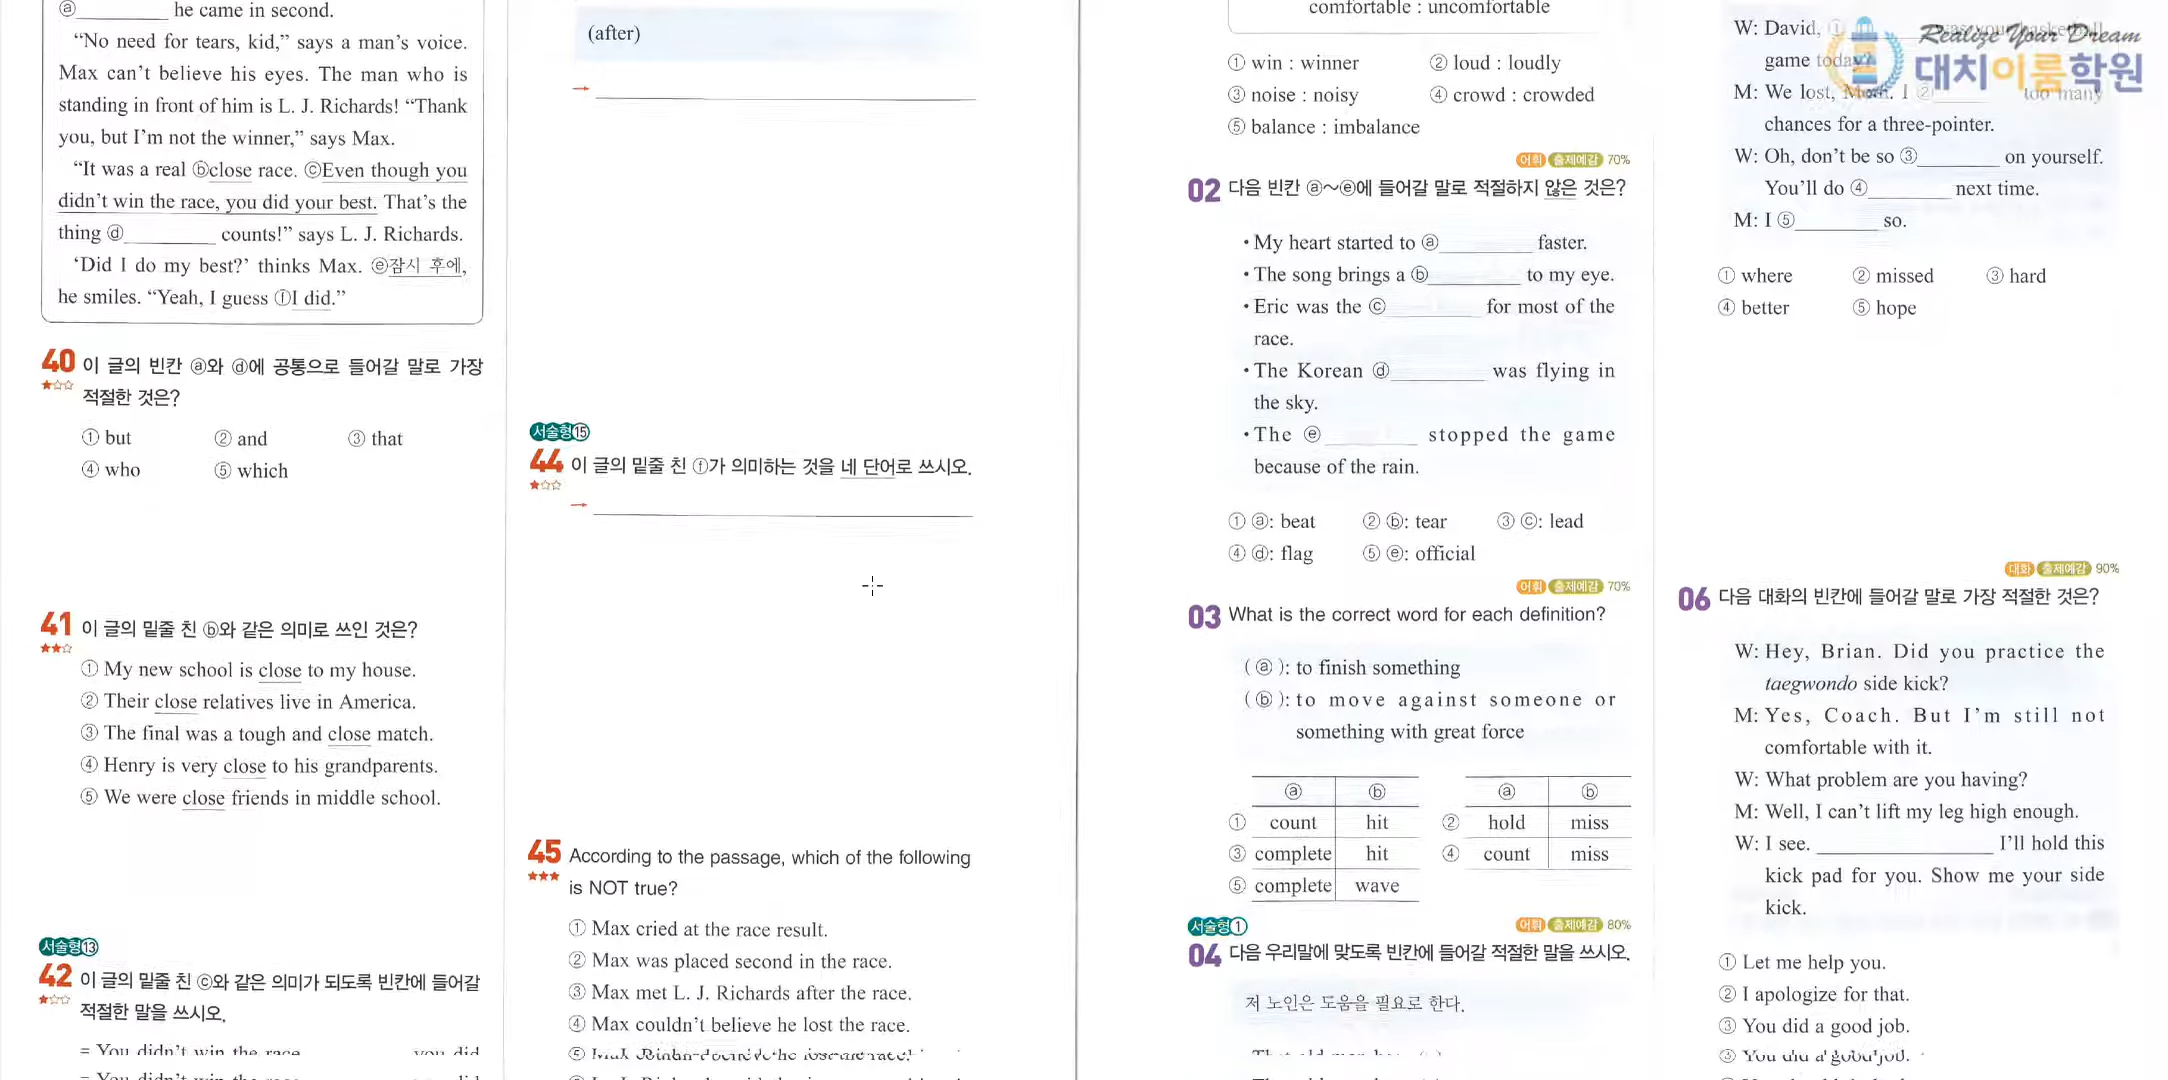 ⓐ________ he came in second.
“No need for tears, kid,” says a man’s voice.
Max can’t believe his eyes. The man who is
standing in front of him is L. J. Richards! “Thank
you, but I’m not the winner,” says Max.
“It was a real ⓑclose race. ⓒEven though you
didn’t win the race, you did your best. That’s the
thing ⓓ________ counts!” says L. J. Richards.
‘Did I do my best?’ thinks Max. ⓔ잠시 후에,
he smiles. “Yeah, I guess ⓕI did.”
40 이 글의 빈칸 ⓐ와 ⓓ에 공통으로 들어갈 말로 가장
★☆☆ 적절한 것은?
① but ② and ③ that
④ who ⑤ which
41 이 글의 밑줄 친 ⓑ와 같은 의미로 쓰인 것은?
★★☆
① My new school is close to my house.
② Their close relatives live in America.
③ The final was a tough and close match.
④ Henry is very close to his grandparents.
⑤ We were close friends in middle school.
서술형⑬
42 이 글의 밑줄 친 ⓒ와 같은 의미가 되도록 빈칸에 들어갈
★☆☆ 적절한 말을 쓰시오.
= You didn’t win the race ________ you did
(after)
→ ________
서술형⑮
44 이 글의 밑줄 친 ⓕ가 의미하는 것을 네 단어로 쓰시오.
★☆☆
→ ________
45 According to the passage, which of the following
★★★ is NOT true?
① Max cried at the race result.
② Max was placed second in the race.
③ Max met L. J. Richards after the race.
④ Max couldn’t believe he lost the race.
⑤
comfortable : uncomfortable
① win : winner ② loud : loudly
③ noise : noisy ④ crowd : crowded
⑤ balance : imbalance
어휘 출제예감 70%
02 다음 빈칸 ⓐ~ⓔ에 들어갈 말로 적절하지 않은 것은?
• My heart started to ⓐ________ faster.
• The song brings a ⓑ________ to my eye.
• Eric was the ⓒ________ for most of the
race.
• The Korean ⓓ________ was flying in
the sky.
• The ⓔ________ stopped the game
because of the rain.
① ⓐ: beat ② ⓑ: tear ③ ⓒ: lead
④ ⓓ: flag ⑤ ⓔ: official
어휘 출제예감 70%
03 What is the correct word for each definition?
( ⓐ ): to finish something
( ⓑ ): to move against someone or
something with great force
ⓐ ⓑ ⓐ ⓑ
① count hit ② hold miss
③ complete hit ④ count miss
⑤ complete wave
서술형① 어휘 출제예감 80%
04 다음 우리말에 맞도록 빈칸에 들어갈 적절한 말을 쓰시오.
저 노인은 도움을 필요로 한다.
That old man
W: David, ①________ was your basketball
game today?
M: We lost, Mom. I ②________ too many
chances for a three-pointer.
W: Oh, don’t be so ③________ on yourself.
You’ll do ④________ next time.
M: I ⑤________ so.
① where ② missed ③ hard
④ better ⑤ hope
Realize Your Dream
대치이룸학원
대화 출제예감 90%
06 다음 대화의 빈칸에 들어갈 말로 가장 적절한 것은?
W: Hey, Brian. Did you practice the
taegwondo side kick?
M: Yes, Coach. But I’m still not
comfortable with it.
W: What problem are you having?
M: Well, I can’t lift my leg high enough.
W: I see. ________ I’ll hold this
kick pad for you. Show me your side
kick.
① Let me help you.
② I apologize for that.
③ You did a good job.